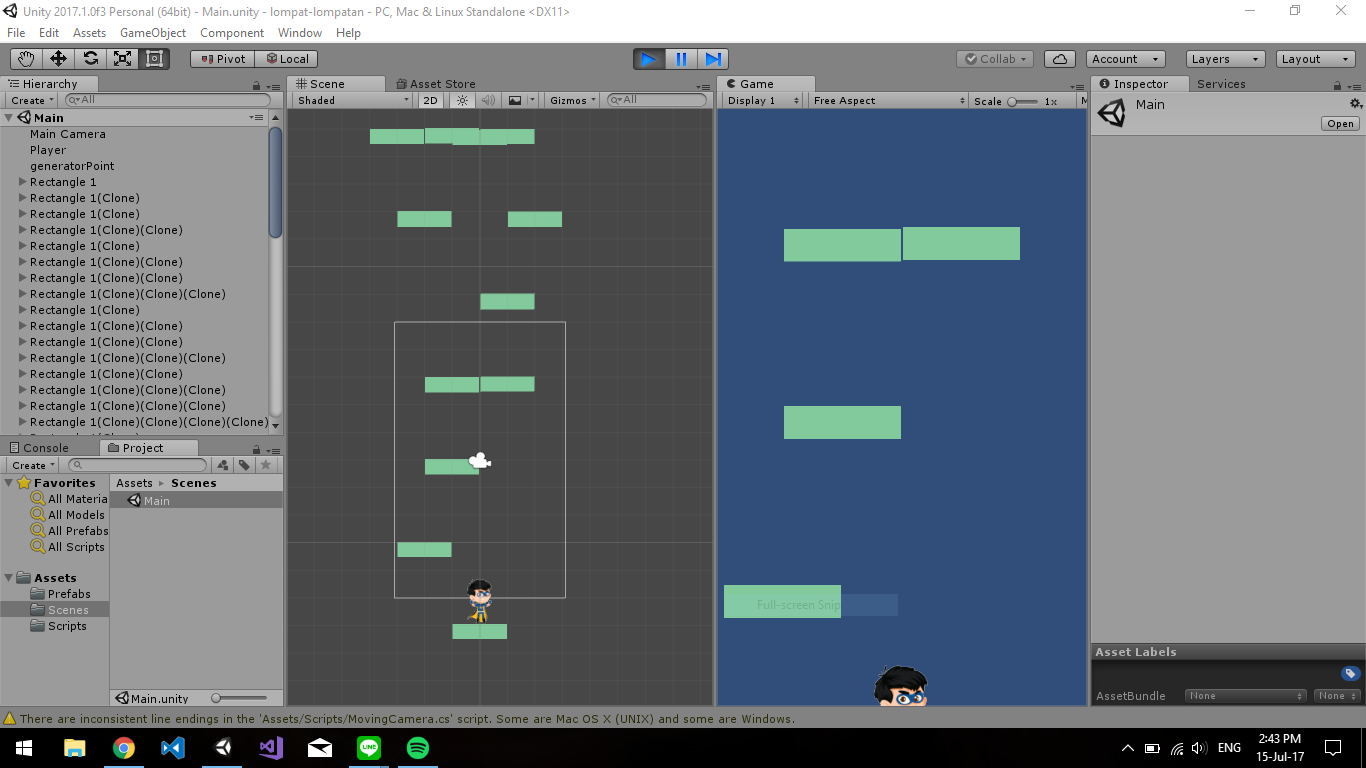 Unity 2017.1.0f3 Personal (64bit) - Main.unity - lompat-lompatan - PC, Mac & Linux Standalone <DX11>
File Edit Assets GameObject Component Window Help
Pivot Local Collab Account Layers Layout
Hierarchy
Create All
Main
Main Camera
Player
generatorPoint
Rectangle 1
Rectangle 1(Clone)
Rectangle 1(Clone)
Rectangle 1(Clone)(Clone)
Rectangle 1(Clone)
Rectangle 1(Clone)(Clone)
Rectangle 1(Clone)(Clone)
Rectangle 1(Clone)(Clone)(Clone)
Rectangle 1(Clone)
Rectangle 1(Clone)(Clone)
Rectangle 1(Clone)(Clone)
Rectangle 1(Clone)(Clone)(Clone)
Rectangle 1(Clone)(Clone)
Rectangle 1(Clone)(Clone)(Clone)
Rectangle 1(Clone)(Clone)
Rectangle 1(Clone)(Clone)(Clone)(Clone)
Console Project
Create
Favorites
All Materia
All Models
All Prefabs
All Scripts
Assets
Prefabs
Scenes
Scripts
Assets Scenes
Main
Main.unity
Scene Asset Store
Shaded 2D Gizmos All
Game
Display 1 Free Aspect Scale 1x M
Full-screen Snip
Inspector Services
Main
Open
Asset Labels
AssetBundle None None
There are inconsistent line endings in the 'Assets/Scripts/MovingCamera.cs' script. Some are Mac OS X (UNIX) and some are Windows.
LINE
ENG
2:43 PM
15-Jul-17